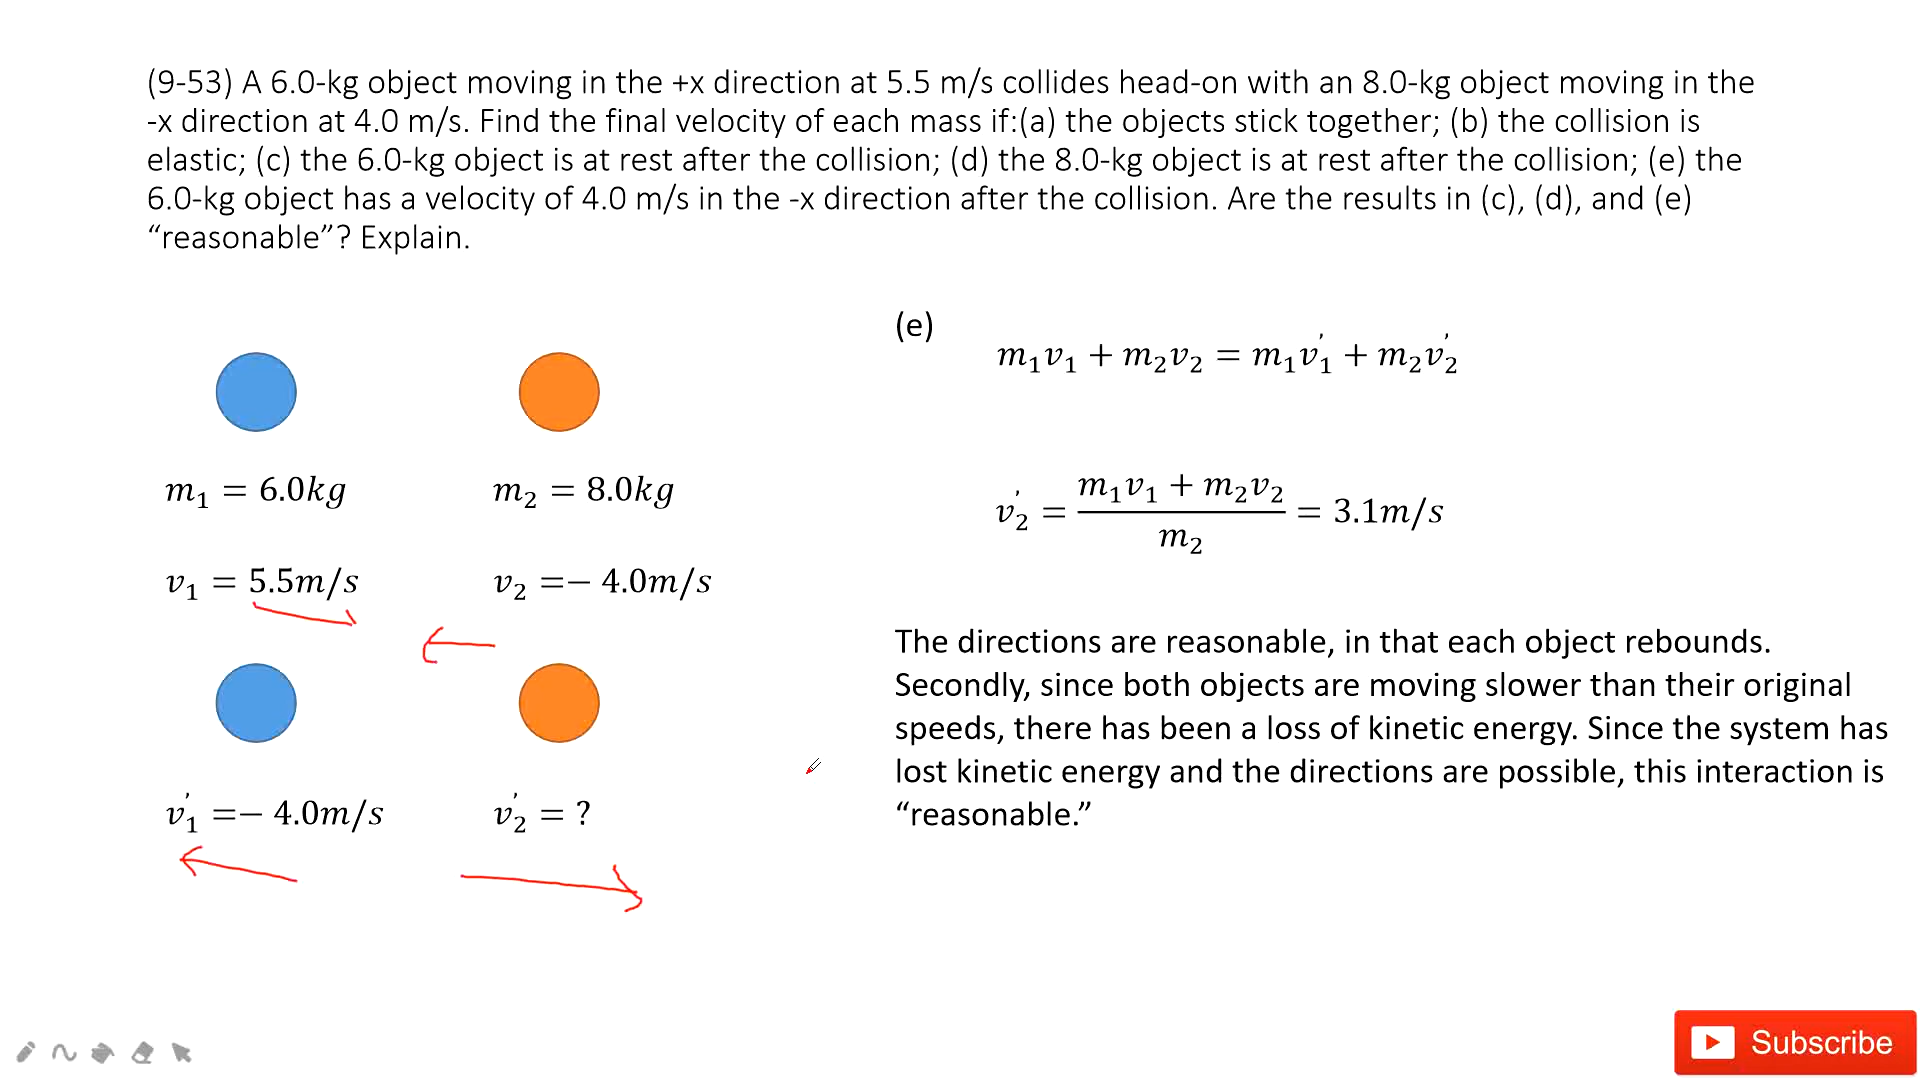 (9-53) A 6.0-kg object moving in the +x direction at 5.5 m/s collides head-on with an 8.0-kg object moving in the
-x direction at 4.0 m/s. Find the final velocity of each mass if:(a) the objects stick together; (b) the collision is
elastic; (c) the 6.0-kg object is at rest after the collision; (d) the 8.0-kg object is at rest after the collision; (e) the
6.0-kg object has a velocity of 4.0 m/s in the -x direction after the collision. Are the results in (c), (d), and (e)
“reasonable”? Explain.
(e)
m₁v₁ + m₂v₂ = m₁v₁' + m₂v₂'
m₁ = 6.0kg
m₂ = 8.0kg
v₂' = (m₁v₁ + m₂v₂)/m₂ = 3.1m/s
v₁ = 5.5m/s
v₂ =− 4.0m/s
The directions are reasonable, in that each object rebounds.
Secondly, since both objects are moving slower than their original
speeds, there has been a loss of kinetic energy. Since the system has
lost kinetic energy and the directions are possible, this interaction is
“reasonable.”
v₁' =− 4.0m/s
v₂' = ?
Subscribe